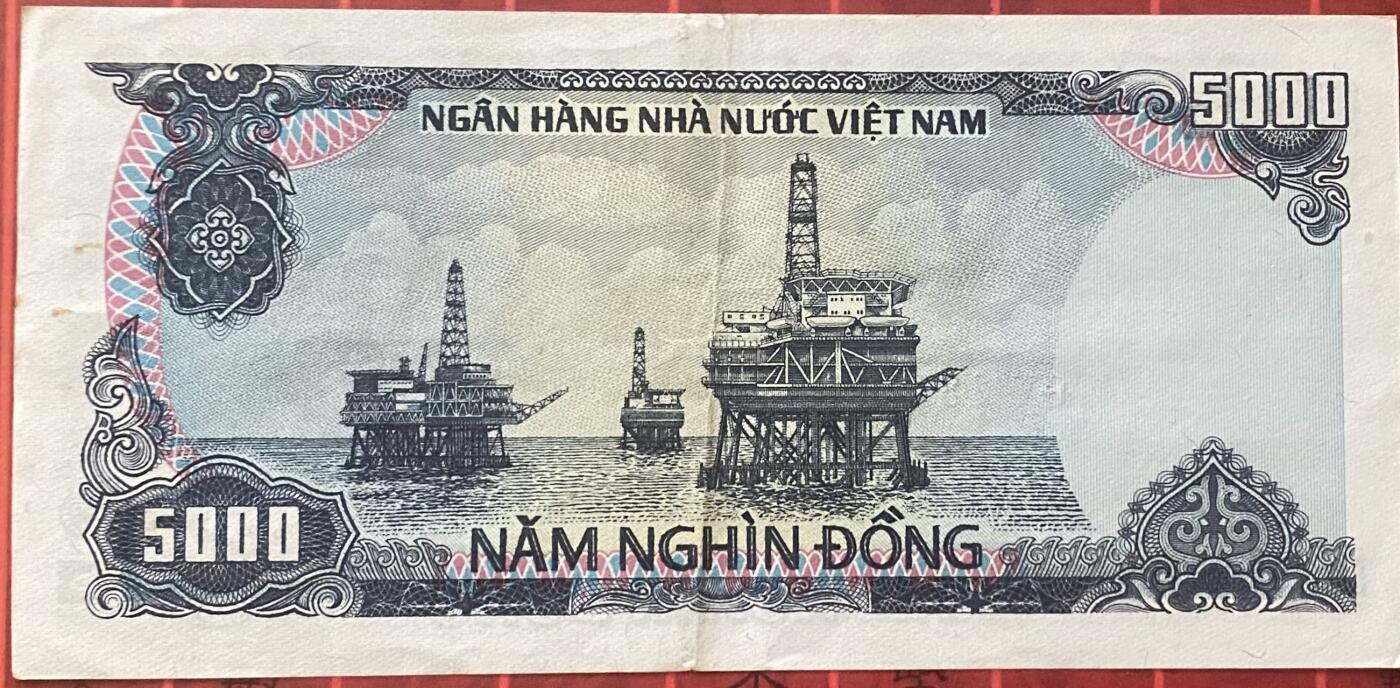 NGÂN HÀNG NHÀ NƯỚC VIỆT NAM
5000
5000
NĂM NGHÌN ĐỒNG